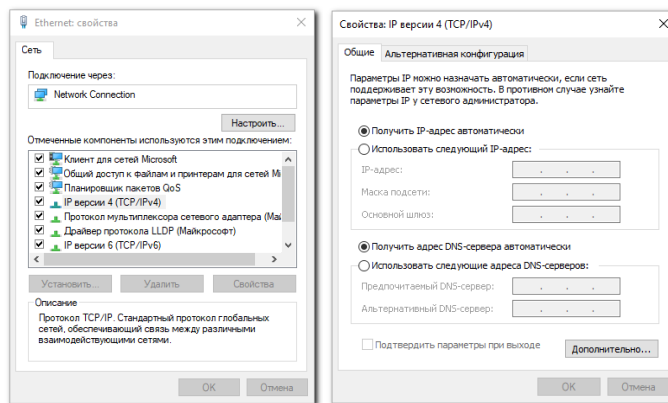 Ethernet: свойства
Сеть
Подключение через:
Network Connection
Настроить...
Отмеченные компоненты используются этим подключением:
Клиент для сетей Microsoft
Общий доступ к файлам и принтерам для сетей Mi
Планировщик пакетов QoS
IP версии 4 (TCP/IPv4)
Протокол мультиплексора сетевого адаптера (Май
Драйвер протокола LLDP (Майкрософт)
IP версии 6 (TCP/IPv6)
Установить...
Удалить
Свойства
Описание
Протокол TCP/IP. Стандартный протокол глобальных
сетей, обеспечивающий связь между различными
взаимодействующими сетями.
OK
Отмена
Свойства: IP версии 4 (TCP/IPv4)
Общие
Альтернативная конфигурация
Параметры IP можно назначать автоматически, если сеть
поддерживает эту возможность. В противном случае узнайте
параметры IP у сетевого администратора.
Получить IP-адрес автоматически
Использовать следующий IP-адрес:
IP-адрес:
Маска подсети:
Основной шлюз:
Получить адрес DNS-сервера автоматически
Использовать следующие адреса DNS-серверов:
Предпочитаемый DNS-сервер:
Альтернативный DNS-сервер:
Подтвердить параметры при выходе
Дополнительно...
OK
Отмена